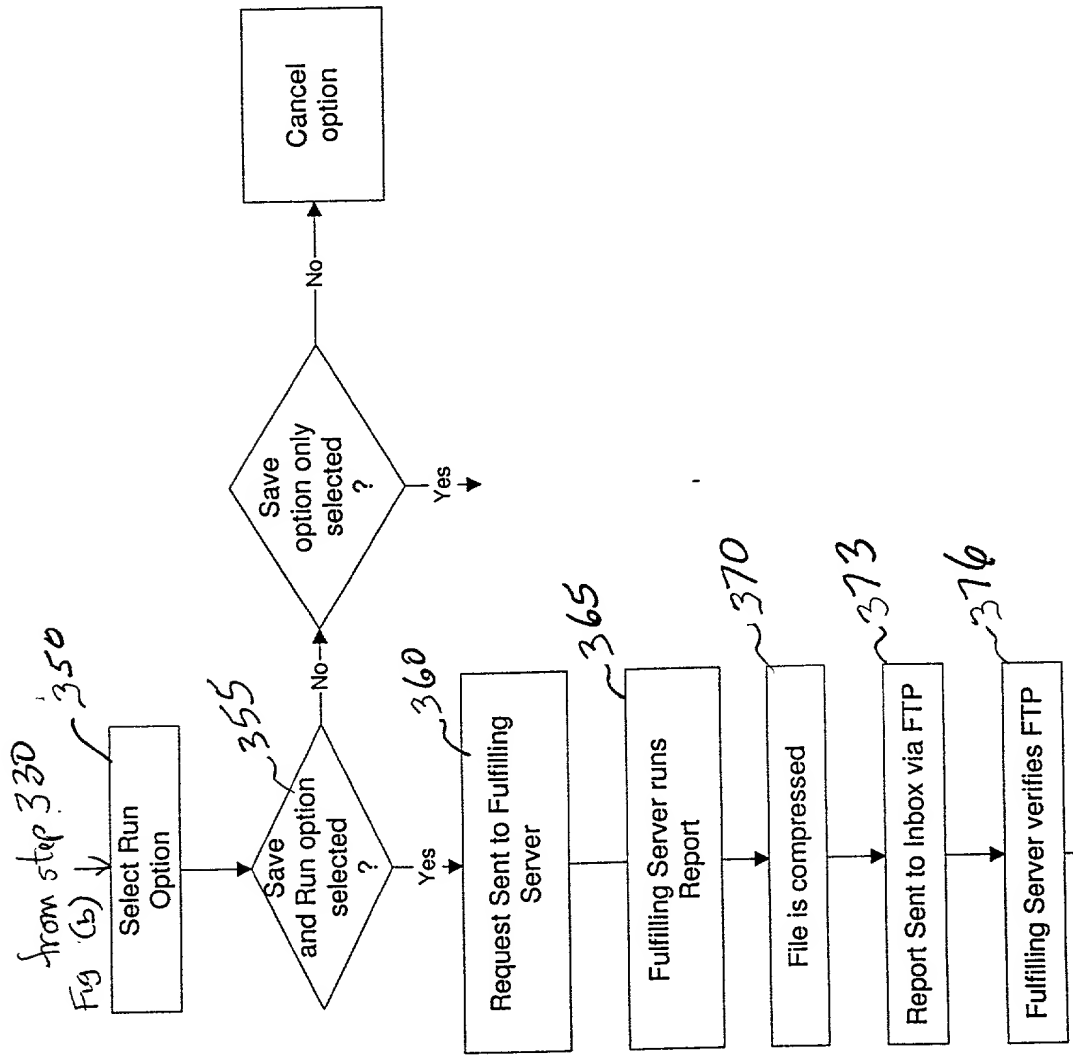 from step 330
Fig (b)
350
Select Run
Option
355
Save
and Run option
selected
?
No
Yes
Save
option only
selected
?
No
Yes
Cancel
option
360
Request Sent to Fulfilling
Server
365
Fulfilling Server runs
Report
370
File is compressed
373
Report Sent to Inbox via FTP
376
Fulfilling Server verifies FTP